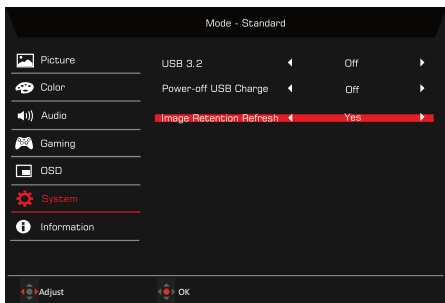 Mode - Standard
Picture
USB 3.2 Off
Color
Power-off USB Charge Off
Audio
Image Retention Refresh Yes
Gaming
OSD
System
Information
Adjust OK